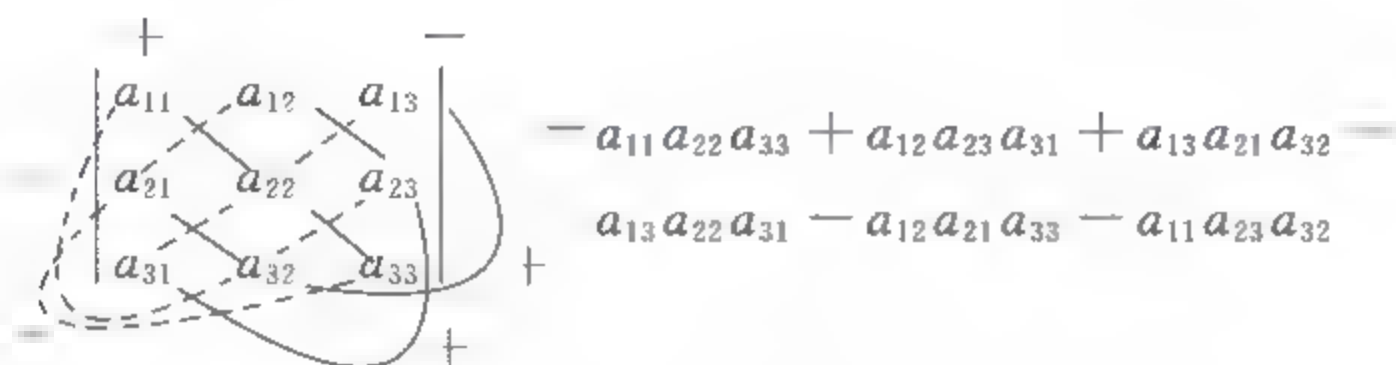 + −
a₁₁ a₁₂ a₁₃
− a₁₁a₂₂a₃₃ + a₁₂a₂₃a₃₁ + a₁₃a₂₁a₃₂ −
a₂₁ a₂₂ a₂₃
a₁₃a₂₂a₃₁ − a₁₂a₂₁a₃₃ − a₁₁a₂₃a₃₂
a₃₁ a₃₂ a₃₃
+
−
+